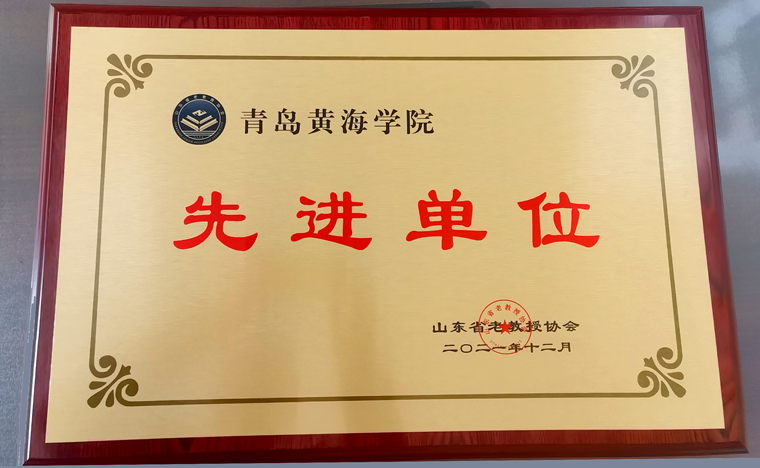 青岛黄海学院
先进单位
山东省老教授协会
二〇二一年十二月